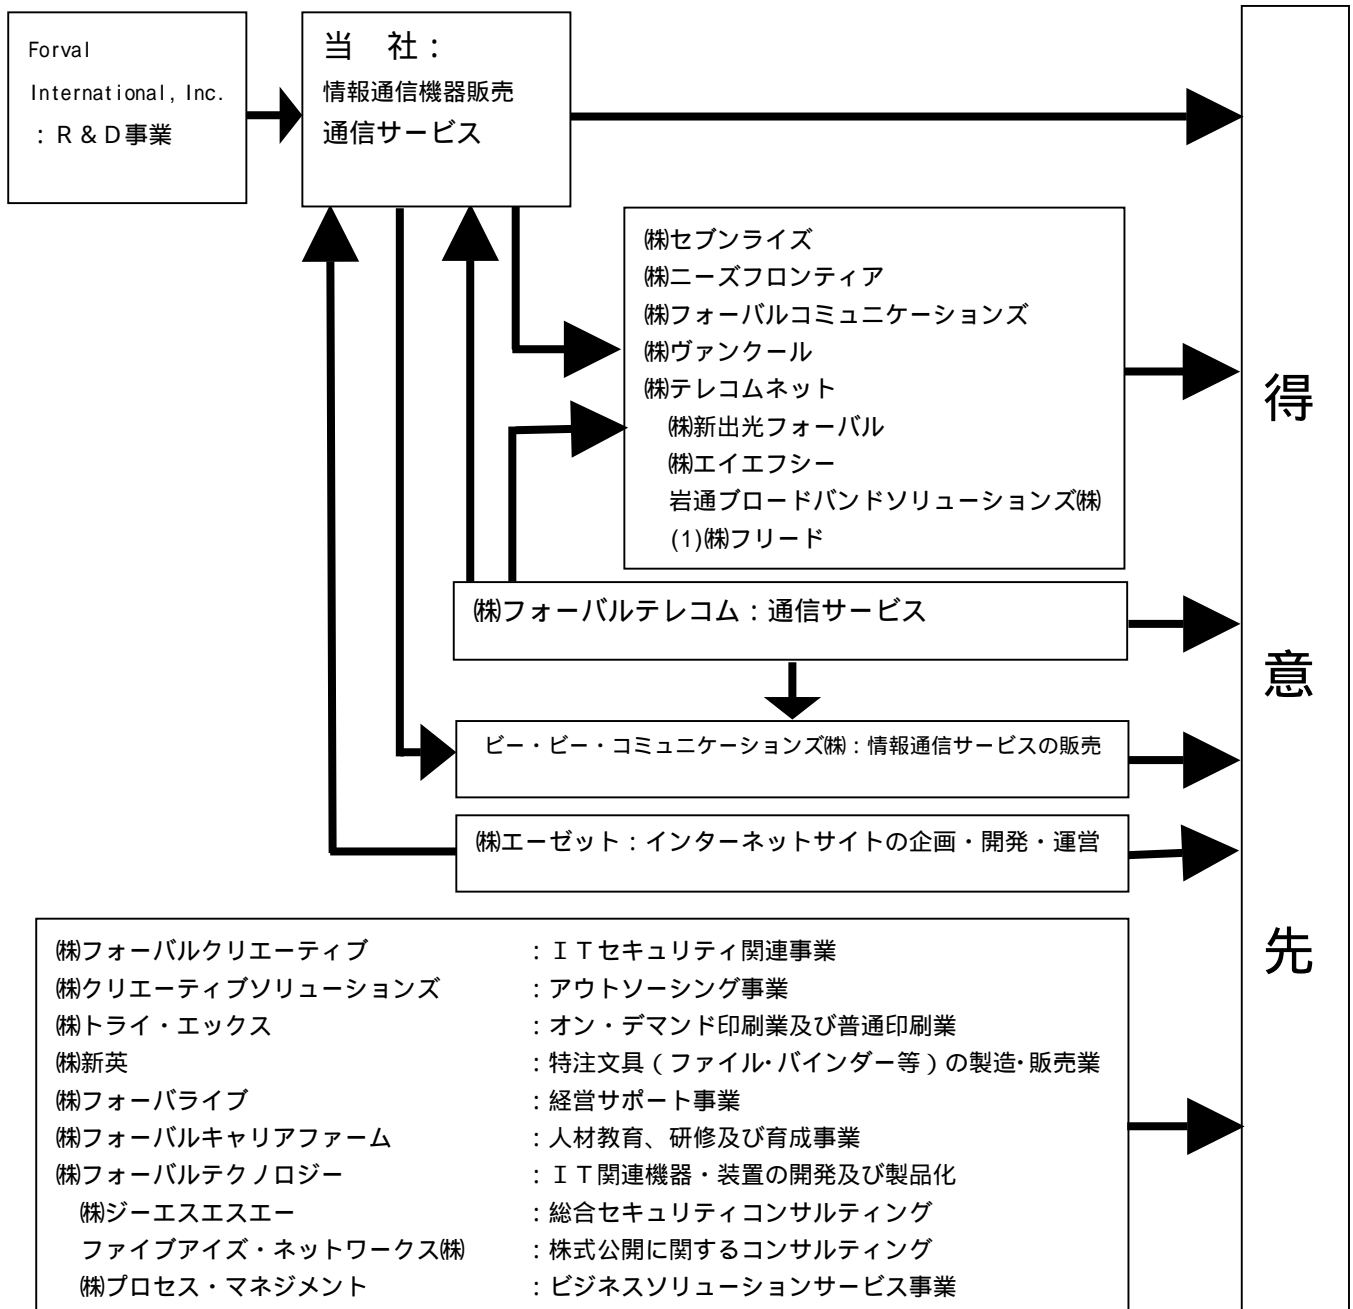 Forval
International, Inc.
：Ｒ＆Ｄ事業
当　社：
情報通信機器販売
通信サービス
㈱セブンライズ
㈱ニーズフロンティア
㈱フォーバルコミュニケーションズ
㈱ヴァンクール
㈱テレコムネット
㈱新出光フォーバル
㈱エイエフシー
岩通ブロードバンドソリューションズ㈱
(1)㈱フリード
㈱フォーバルテレコム：通信サービス
ビー・ビー・コミュニケーションズ㈱：情報通信サービスの販売
㈱エーゼット：インターネットサイトの企画・開発・運営
㈱フォーバルクリエーティブ　：ＩＴセキュリティ関連事業
㈱クリエーティブソリューションズ　：アウトソーシング事業
㈱トライ・エックス　：オン・デマンド印刷業及び普通印刷業
㈱新英　：特注文具（ファイル・バインダー等）の製造・販売業
㈱フォーバライブ　：経営サポート事業
㈱フォーバルキャリアファーム　：人材教育、研修及び育成事業
㈱フォーバルテクノロジー　：ＩＴ関連機器・装置の開発及び製品化
㈱ジーエスエスエー　：総合セキュリティコンサルティング
ファイブアイズ・ネットワークス㈱　：株式公開に関するコンサルティング
㈱プロセス・マネジメント　：ビジネスソリューションサービス事業
得意先